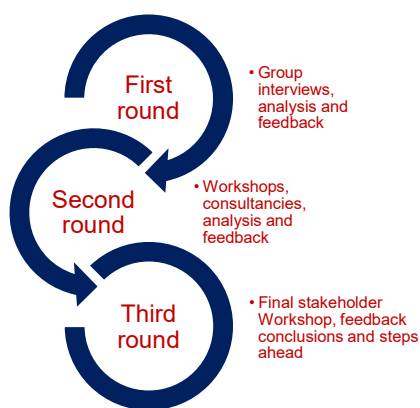 First
round
• Group
interviews,
analysis and
feedback
Second
round
• Workshops,
consultancies,
analysis and
feedback
Third
round
• Final stakeholder
Workshop, feedback
conclusions and steps
ahead